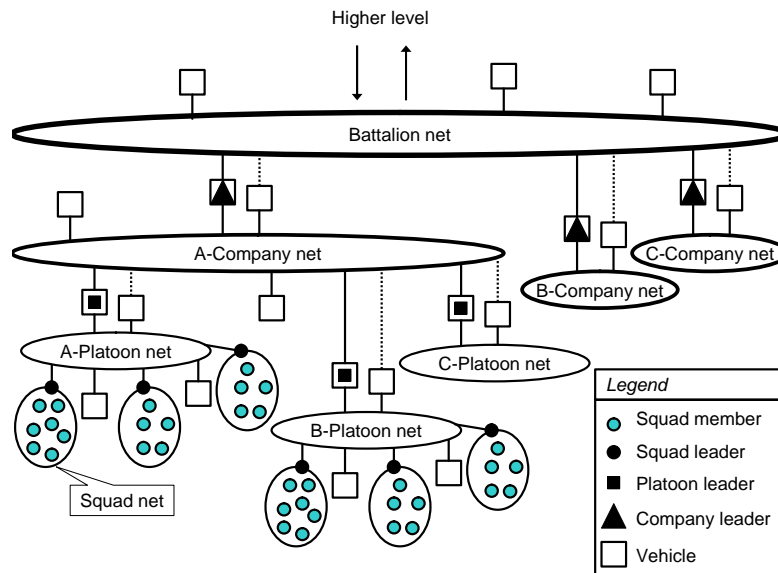 Higher level
Battalion net
A-Company net
C-Company net
B-Company net
A-Platoon net
C-Platoon net
B-Platoon net
Squad net
Legend
Squad member
Squad leader
Platoon leader
Company leader
Vehicle